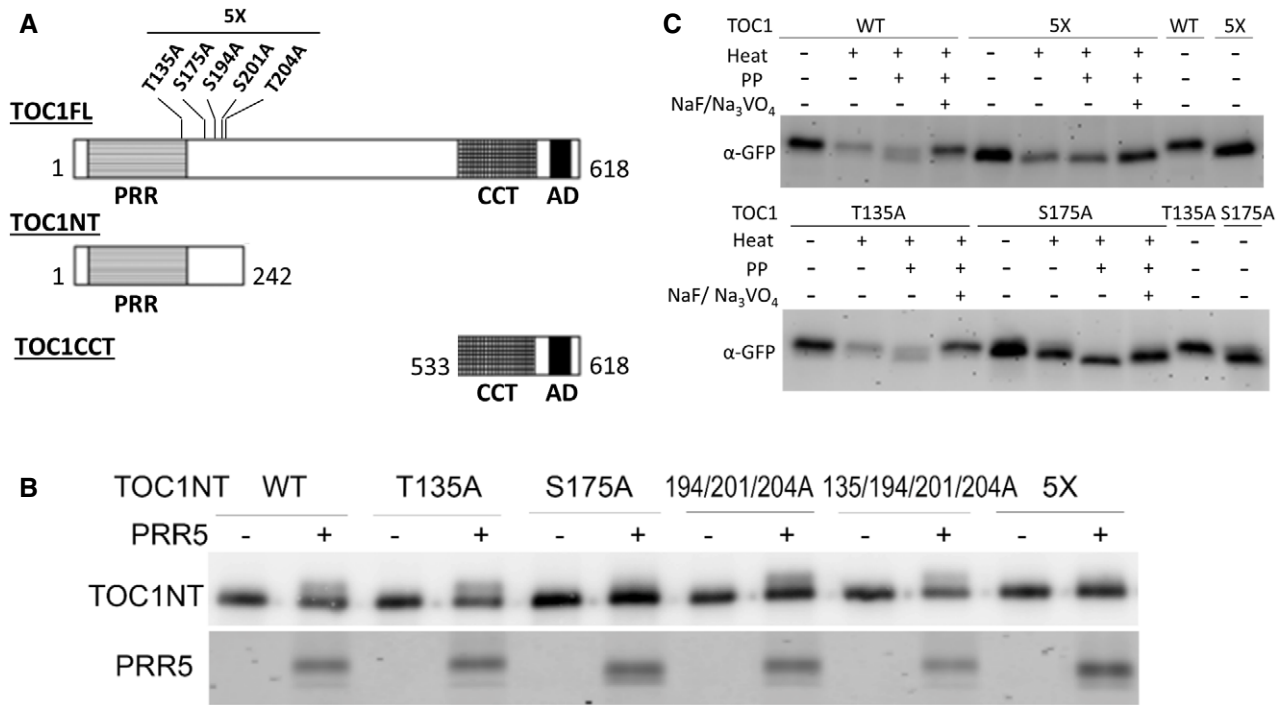 A
5X
T135A S175A S194A S201A T204A
TOC1FL
1 618
PRR CCT AD
TOC1NT
1 242
PRR
TOC1CCT
533 618
CCT AD
C
TOC1 WT 5X WT 5X
Heat - + + + - + + + - -
PP - - + + - - + + - -
NaF/Na₃VO₄ - - - + - - - + - -
α-GFP
TOC1 T135A S175A T135A S175A
Heat - + + + - + + + - -
PP - - + + - - + + - -
NaF/ Na₃VO₄ - - - + - - - + - -
α-GFP
B
TOC1NT WT T135A S175A 194/201/204A 135/194/201/204A 5X
PRR5 - + - + - + - + - + - +
TOC1NT
PRR5